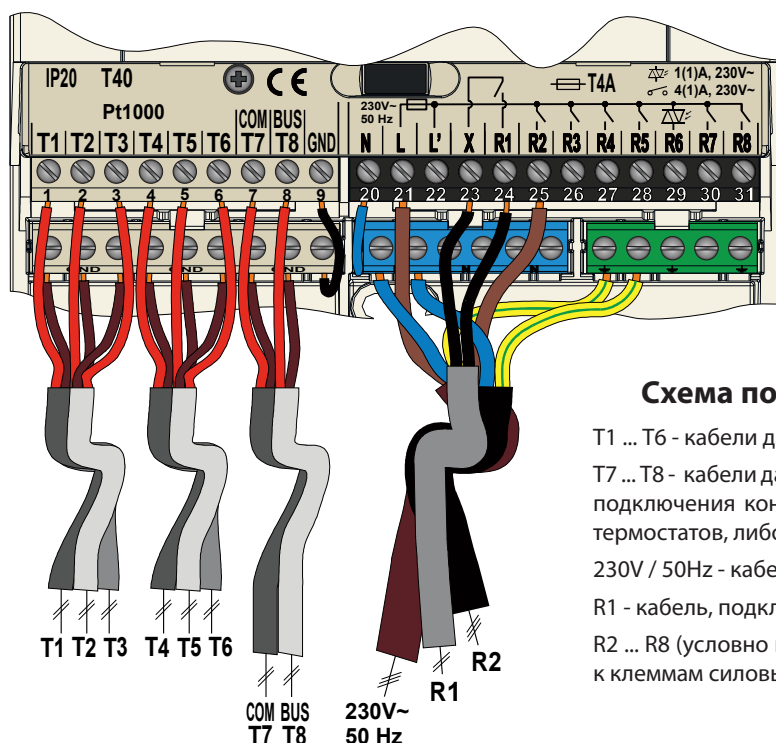 IP20 T40 CE T4A 1(1)A, 230V~
4(1)A, 230V~
Pt1000 230V~
50 Hz
COM BUS
T1 T2 T3 T4 T5 T6 T7 T8 GND N L L' X R1 R2 R3 R4 R5 R6 R7 R8
1 2 3 4 5 6 7 8 9 20 21 22 23 24 25 26 27 28 29 30 31
GND GND GND N N
Схема по
T1 ... T6 - кабели д
T7 ... T8 - кабели да
подключения кон
термостатов, либо
230V / 50Hz - кабе
R1 - кабель, подкл
R2 ... R8 (условно
к клеммам силовы
T1 T2 T3 T4 T5 T6
R2
R1
COM BUS 230V~
T7 T8 50 Hz